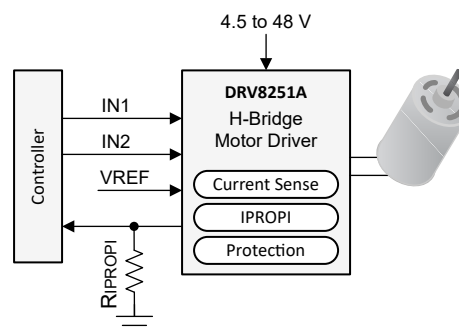 4.5 to 48 V
DRV8251A
H-Bridge
Motor Driver
Controller
IN1
IN2
VREF
Current Sense
IPROPI
Protection
RIPROPI